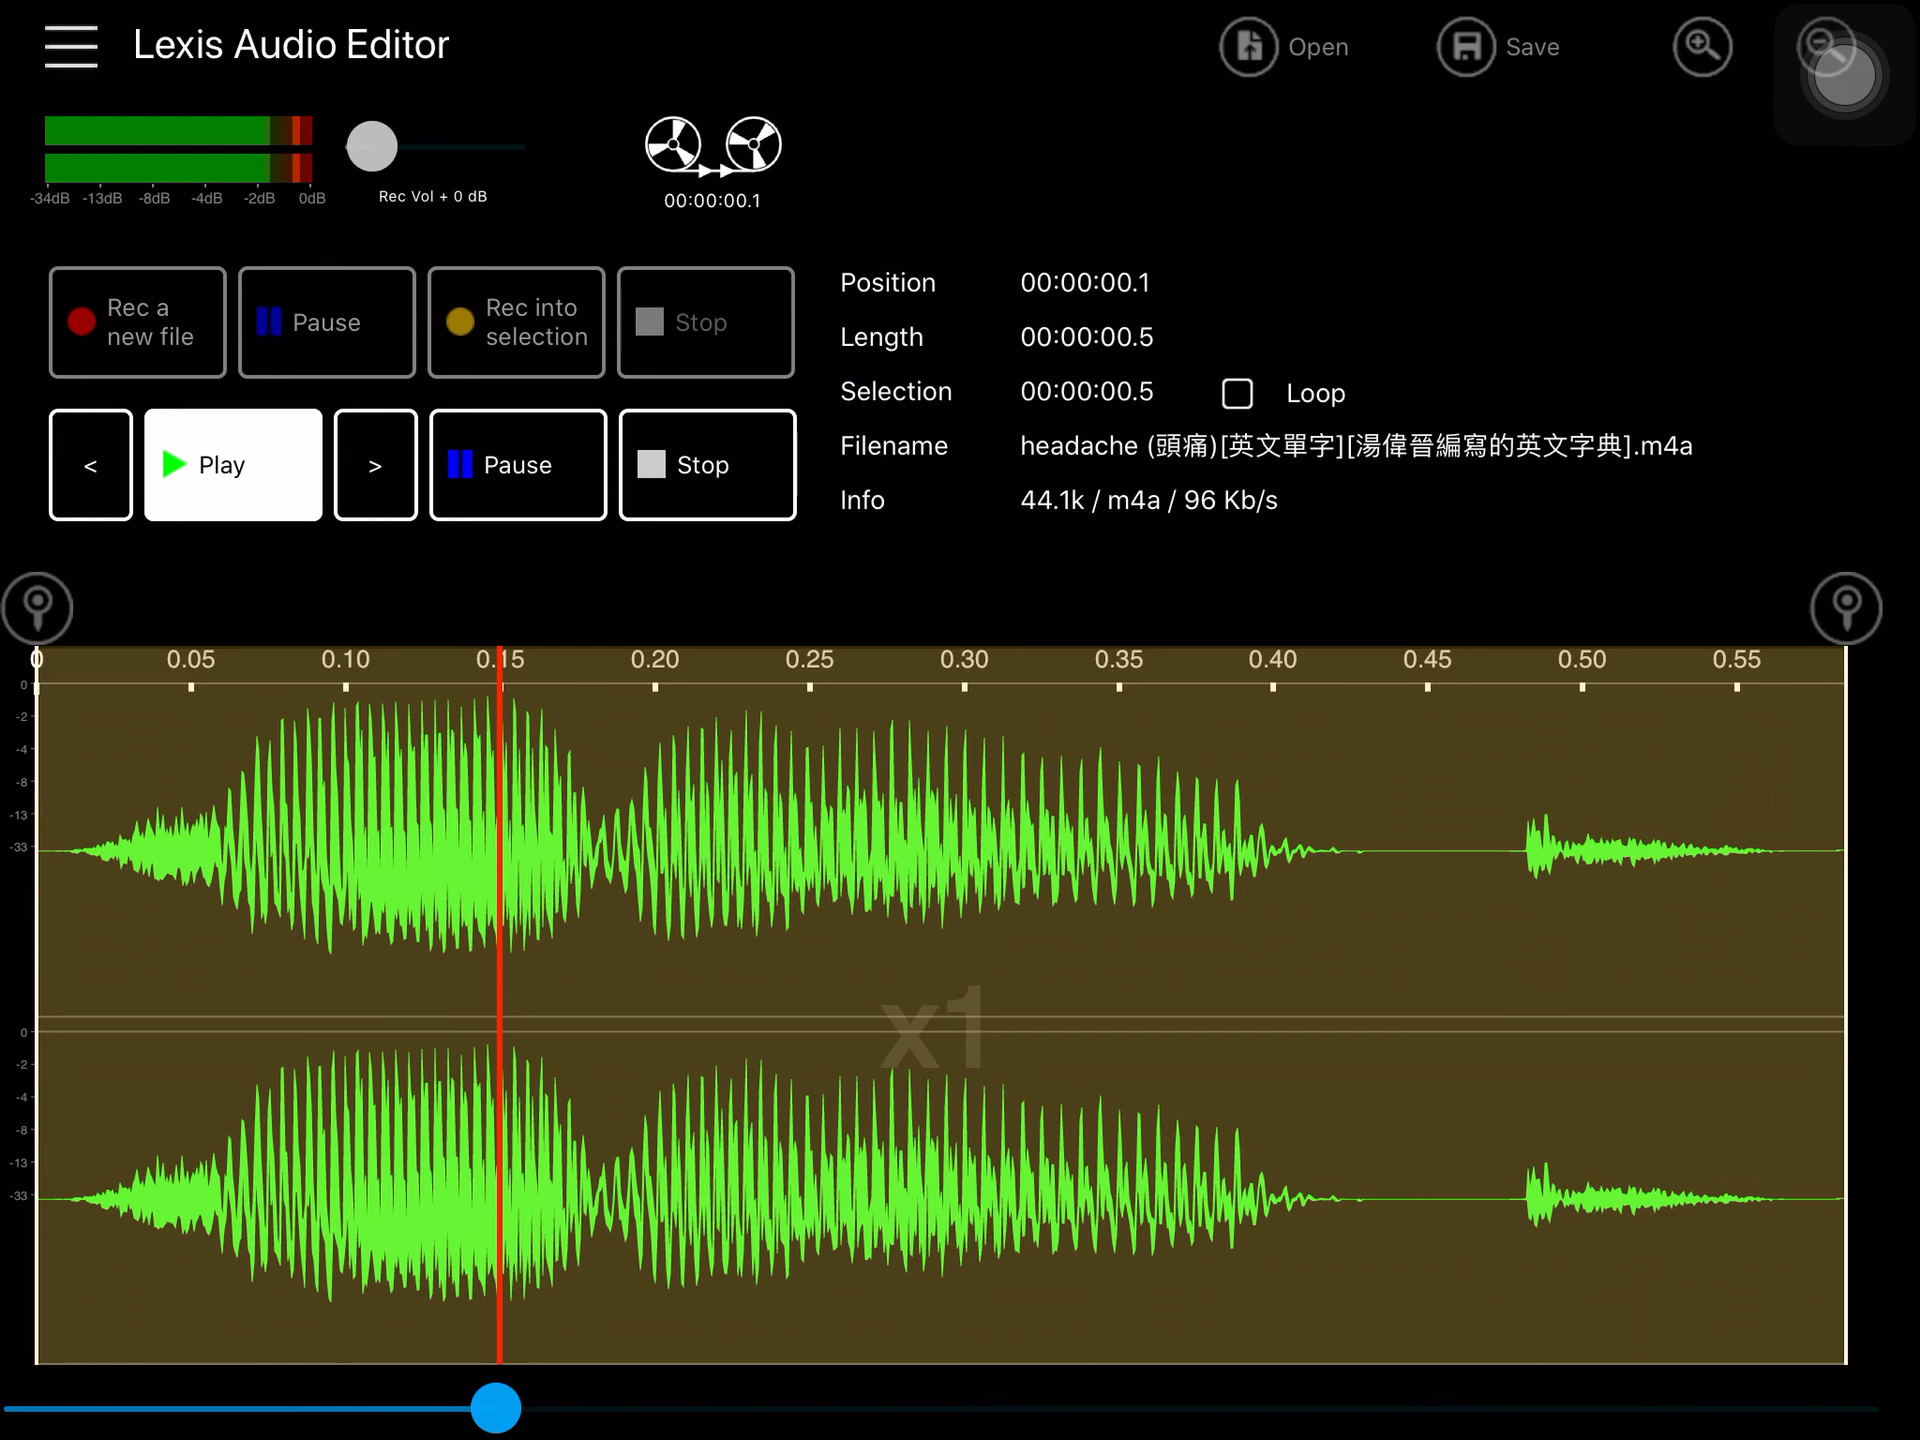 Lexis Audio Editor
Open
Save
-34dB -13dB -8dB -4dB -2dB 0dB
Rec Vol + 0 dB
00:00:00.1
Rec a
new file
Pause
Rec into
selection
Stop
< Play > Pause Stop
Position 00:00:00.1
Length 00:00:00.5
Selection 00:00:00.5 Loop
Filename headache (頭痛)[英文單字][湯偉晉編寫的英文字典].m4a
Info 44.1k / m4a / 96 Kb/s
0 0.05 0.10 0.15 0.20 0.25 0.30 0.35 0.40 0.45 0.50 0.55
0
-2
-4
-8
-13
-33
x1
0
-2
-4
-8
-13
-33